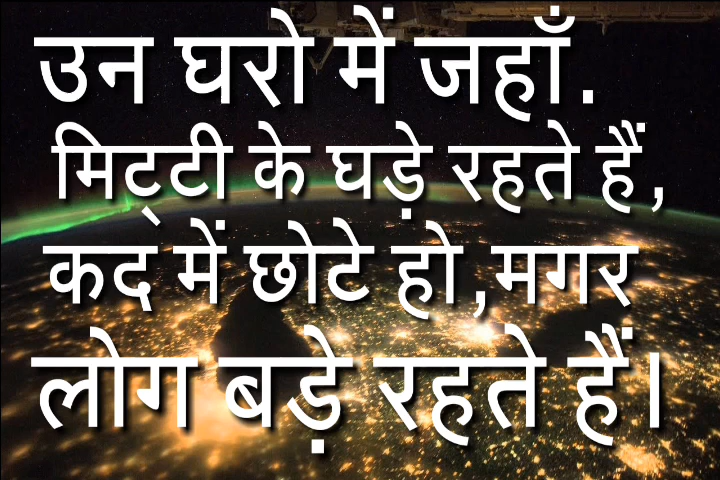 उन घरो में जहाँ.
मिट्टी के घड़े रहते हैं,
कद में छोटे हो,मगर
लोग बड़े रहते हैं।